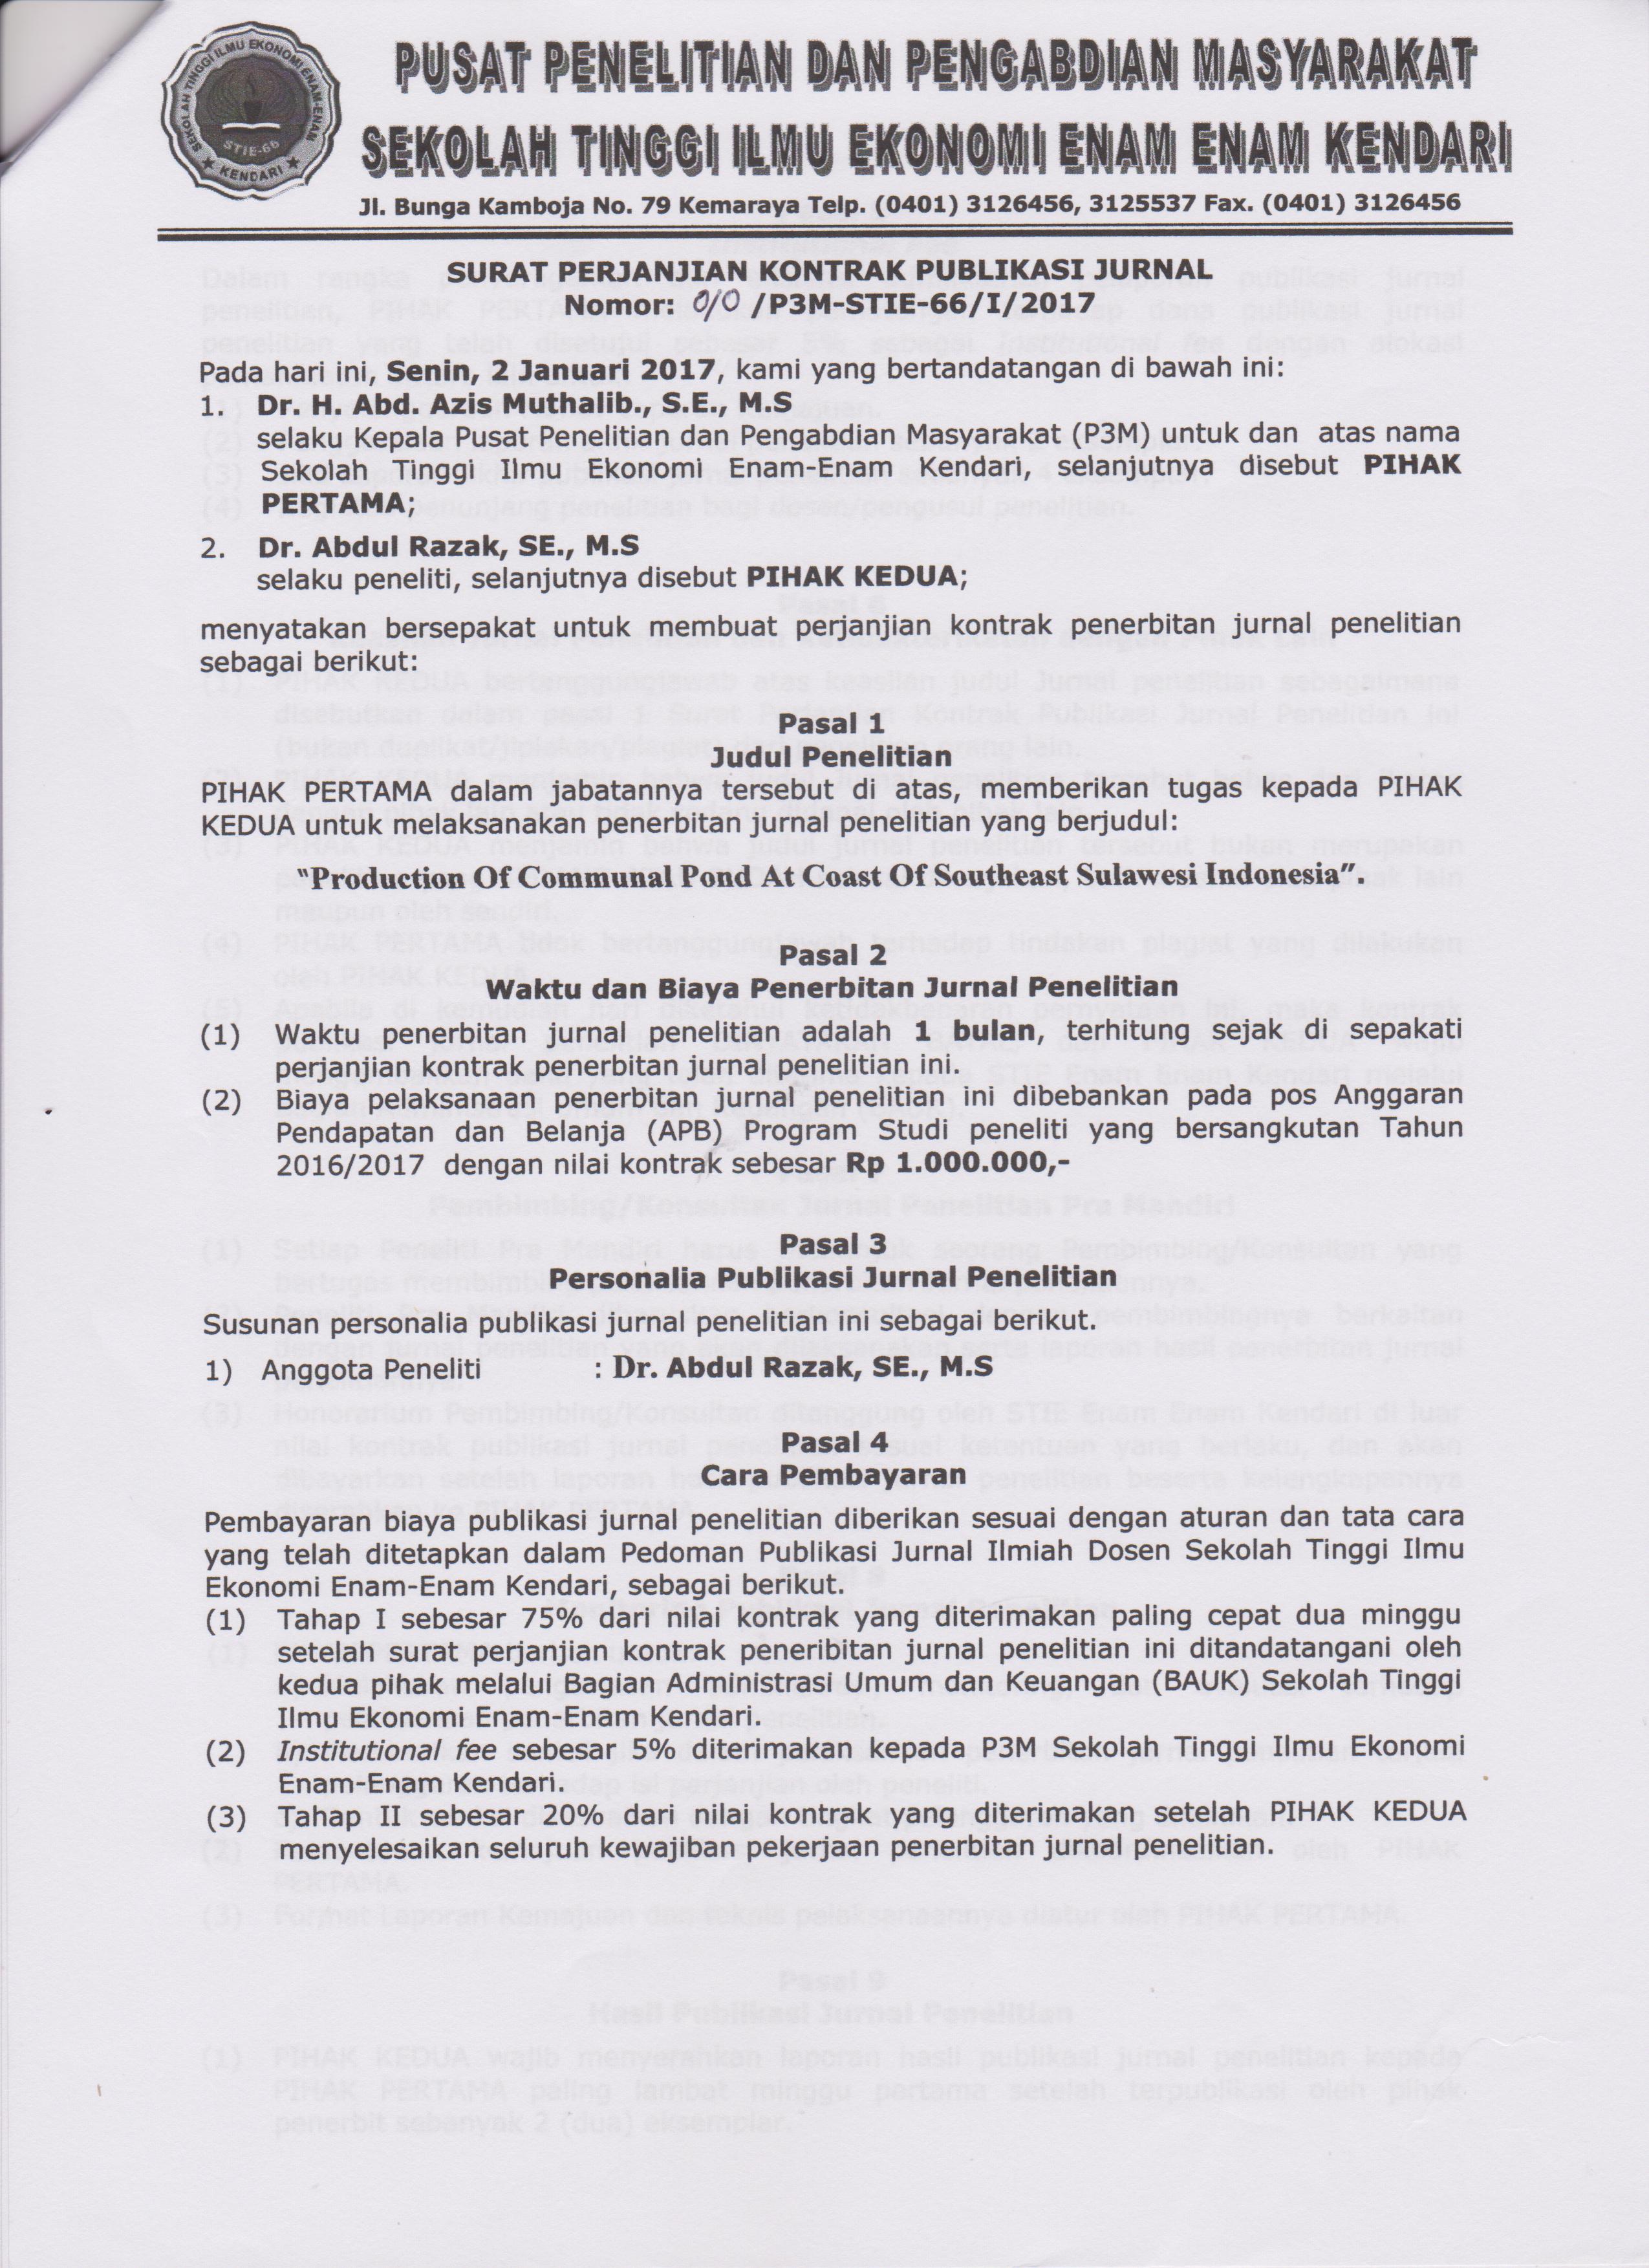 SEKOLAH TINGGI ILMU EKONOMI ENAM-ENAM
STIE-66
★ KENDARI ★
PUSAT PENELITIAN DAN PENGABDIAN MASYARAKAT
SEKOLAH TINGGI ILMU EKONOMI ENAM ENAM KENDARI
Jl. Bunga Kamboja No. 79 Kemaraya Telp. (0401) 3126456, 3125537 Fax. (0401) 3126456
SURAT PERJANJIAN KONTRAK PUBLIKASI JURNAL
Nomor: 010 /P3M-STIE-66/I/2017
Pada hari ini, Senin, 2 Januari 2017, kami yang bertandatangan di bawah ini:
1. Dr. H. Abd. Azis Muthalib., S.E., M.S
selaku Kepala Pusat Penelitian dan Pengabdian Masyarakat (P3M) untuk dan atas nama
Sekolah Tinggi Ilmu Ekonomi Enam-Enam Kendari, selanjutnya disebut PIHAK
PERTAMA;
2. Dr. Abdul Razak, SE., M.S
selaku peneliti, selanjutnya disebut PIHAK KEDUA;
menyatakan bersepakat untuk membuat perjanjian kontrak penerbitan jurnal penelitian
sebagai berikut:
Pasal 1
Judul Penelitian
PIHAK PERTAMA dalam jabatannya tersebut di atas, memberikan tugas kepada PIHAK
KEDUA untuk melaksanakan penerbitan jurnal penelitian yang berjudul:
"Production Of Communal Pond At Coast Of Southeast Sulawesi Indonesia".
Pasal 2
Waktu dan Biaya Penerbitan Jurnal Penelitian
(1) Waktu penerbitan jurnal penelitian adalah 1 bulan, terhitung sejak di sepakati
perjanjian kontrak penerbitan jurnal penelitian ini.
(2) Biaya pelaksanaan penerbitan jurnal penelitian ini dibebankan pada pos Anggaran
Pendapatan dan Belanja (APB) Program Studi peneliti yang bersangkutan Tahun
2016/2017 dengan nilai kontrak sebesar Rp 1.000.000,-
Pasal 3
Personalia Publikasi Jurnal Penelitian
Susunan personalia publikasi jurnal penelitian ini sebagai berikut.
1) Anggota Peneliti : Dr. Abdul Razak, SE., M.S
Pasal 4
Cara Pembayaran
Pembayaran biaya publikasi jurnal penelitian diberikan sesuai dengan aturan dan tata cara
yang telah ditetapkan dalam Pedoman Publikasi Jurnal Ilmiah Dosen Sekolah Tinggi Ilmu
Ekonomi Enam-Enam Kendari, sebagai berikut.
(1) Tahap I sebesar 75% dari nilai kontrak yang diterimakan paling cepat dua minggu
setelah surat perjanjian kontrak peneribitan jurnal penelitian ini ditandatangani oleh
kedua pihak melalui Bagian Administrasi Umum dan Keuangan (BAUK) Sekolah Tinggi
Ilmu Ekonomi Enam-Enam Kendari.
(2) Institutional fee sebesar 5% diterimakan kepada P3M Sekolah Tinggi Ilmu Ekonomi
Enam-Enam Kendari.
(3) Tahap II sebesar 20% dari nilai kontrak yang diterimakan setelah PIHAK KEDUA
menyelesaikan seluruh kewajiban pekerjaan penerbitan jurnal penelitian.